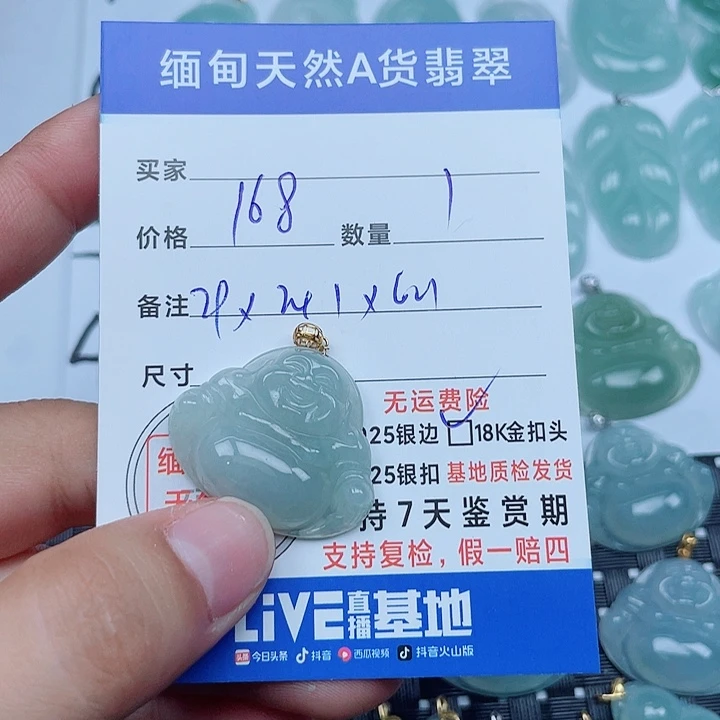 缅甸天然A货翡翠
买家
价格 168 数量 1
备注
尺寸
无运费险
925银边 18K金扣头
25银扣 基地质检发货
持7天鉴赏期
支持复检，假一赔四
LiVE直播基地
头条 今日头条 抖音 西瓜视频 抖音火山版